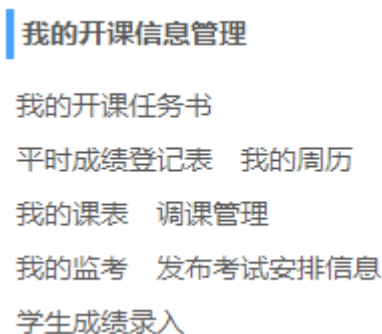 我的开课信息管理
我的开课任务书
平时成绩登记表 我的周历
我的课表 调课管理
我的监考 发布考试安排信息
学生成绩录入